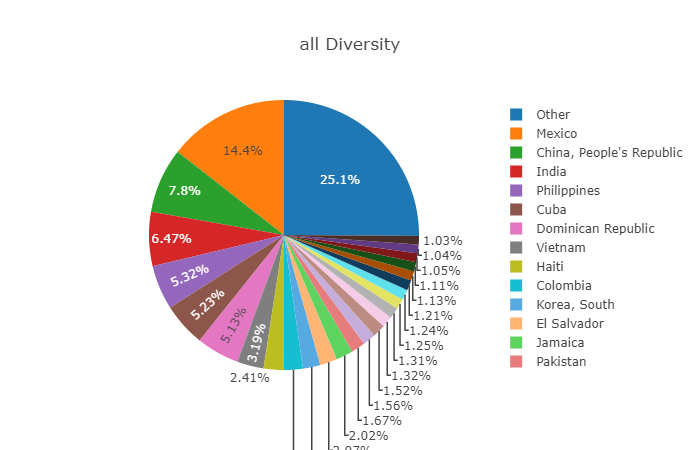 all Diversity
25.1%
14.4%
7.8%
6.47%
5.32%
5.23%
5.13%
3.19%
2.41%
1.03%
1.04%
1.05%
1.11%
1.13%
1.21%
1.24%
1.25%
1.31%
1.32%
1.52%
1.56%
1.67%
2.02%
2.07%
Other
Mexico
China, People's Republic
India
Philippines
Cuba
Dominican Republic
Vietnam
Haiti
Colombia
Korea, South
El Salvador
Jamaica
Pakistan